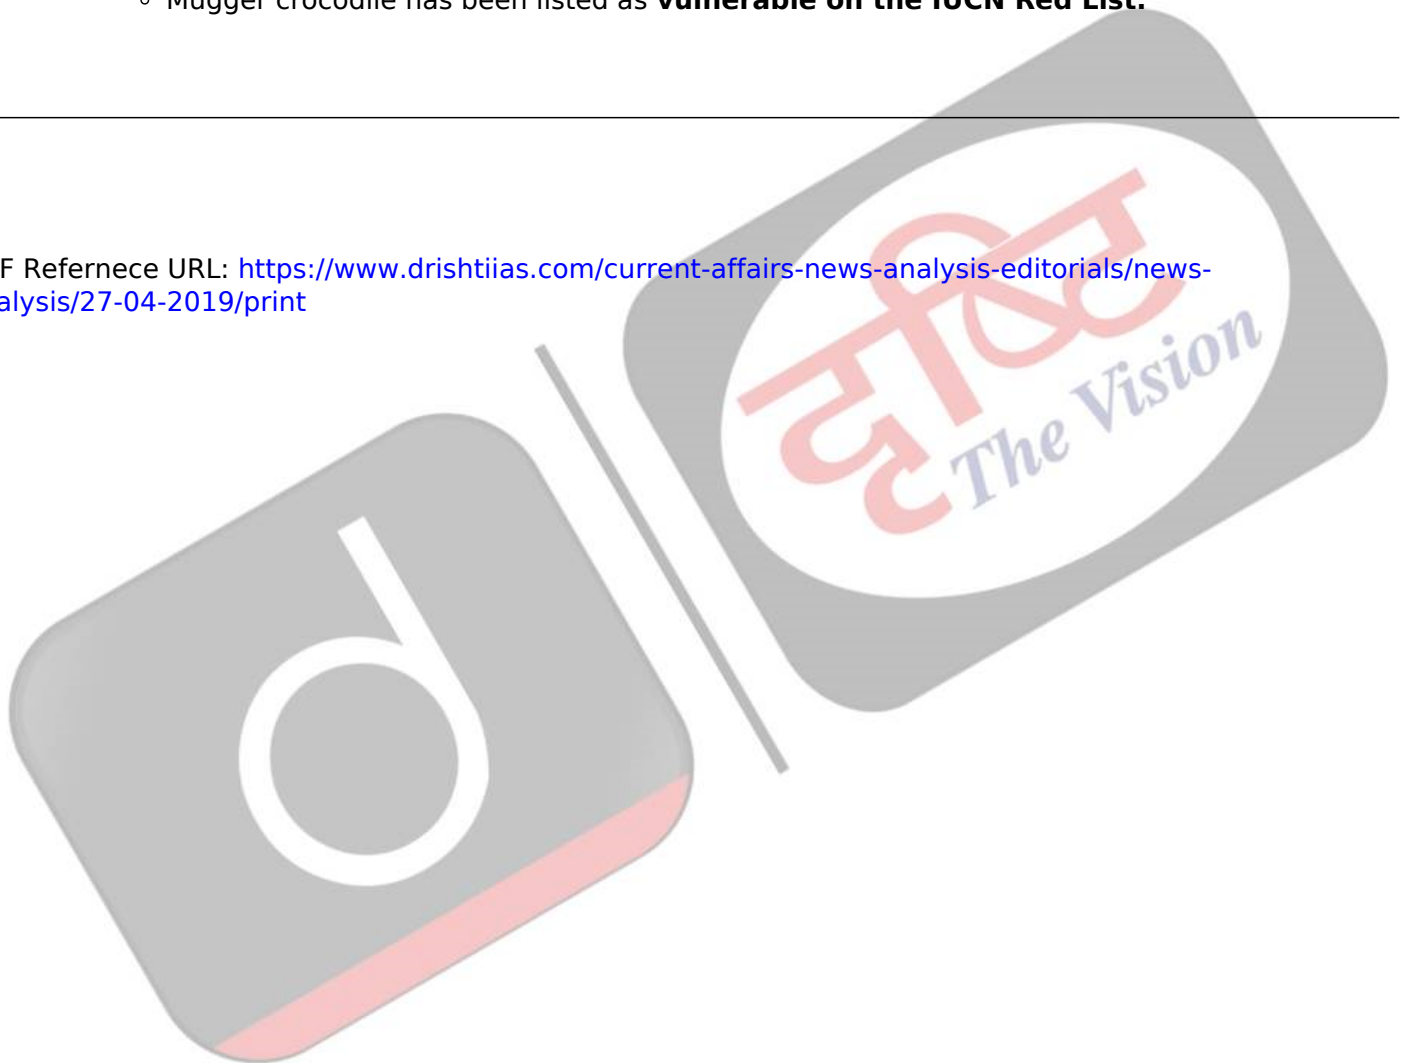 Mugger crocodile has been listed as vulnerable on the IUCN Red List.
F Refernece URL: https://www.drishtiias.com/current-affairs-news-analysis-editorials/news-
alysis/27-04-2019/print
दृष्टि
The Vision
d